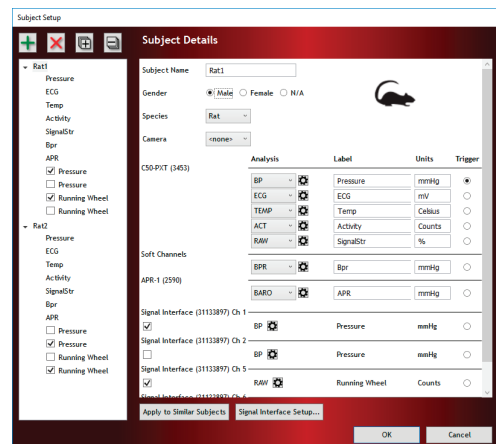 Subject Setup
Subject Details
Rat1
Pressure
ECG
Temp
Activity
SignalStr
Bpr
APR
Pressure
Pressure
Running Wheel
Running Wheel
Rat2
Pressure
ECG
Temp
Activity
SignalStr
Bpr
APR
Pressure
Pressure
Running Wheel
Running Wheel
Subject Name Rat1
Gender Male Female N/A
Species Rat
Camera <none>
Analysis Label Units Trigger
C50-PXT (3453)
BP Pressure mmHg
ECG ECG mV
TEMP Temp Celsius
ACT Activity Counts
RAW SignalStr %
Soft Channels
BPR Bpr mmHg
APR-1 (2590)
BARO APR mmHg
Signal Interface (31133897) Ch 1
BP Pressure mmHg
Signal Interface (31133897) Ch 2
BP Pressure mmHg
Signal Interface (31133897) Ch 5
RAW Running Wheel Counts
Signal Interface (31133897) Ch 6
Apply to Similar Subjects Signal Interface Setup...
OK Cancel